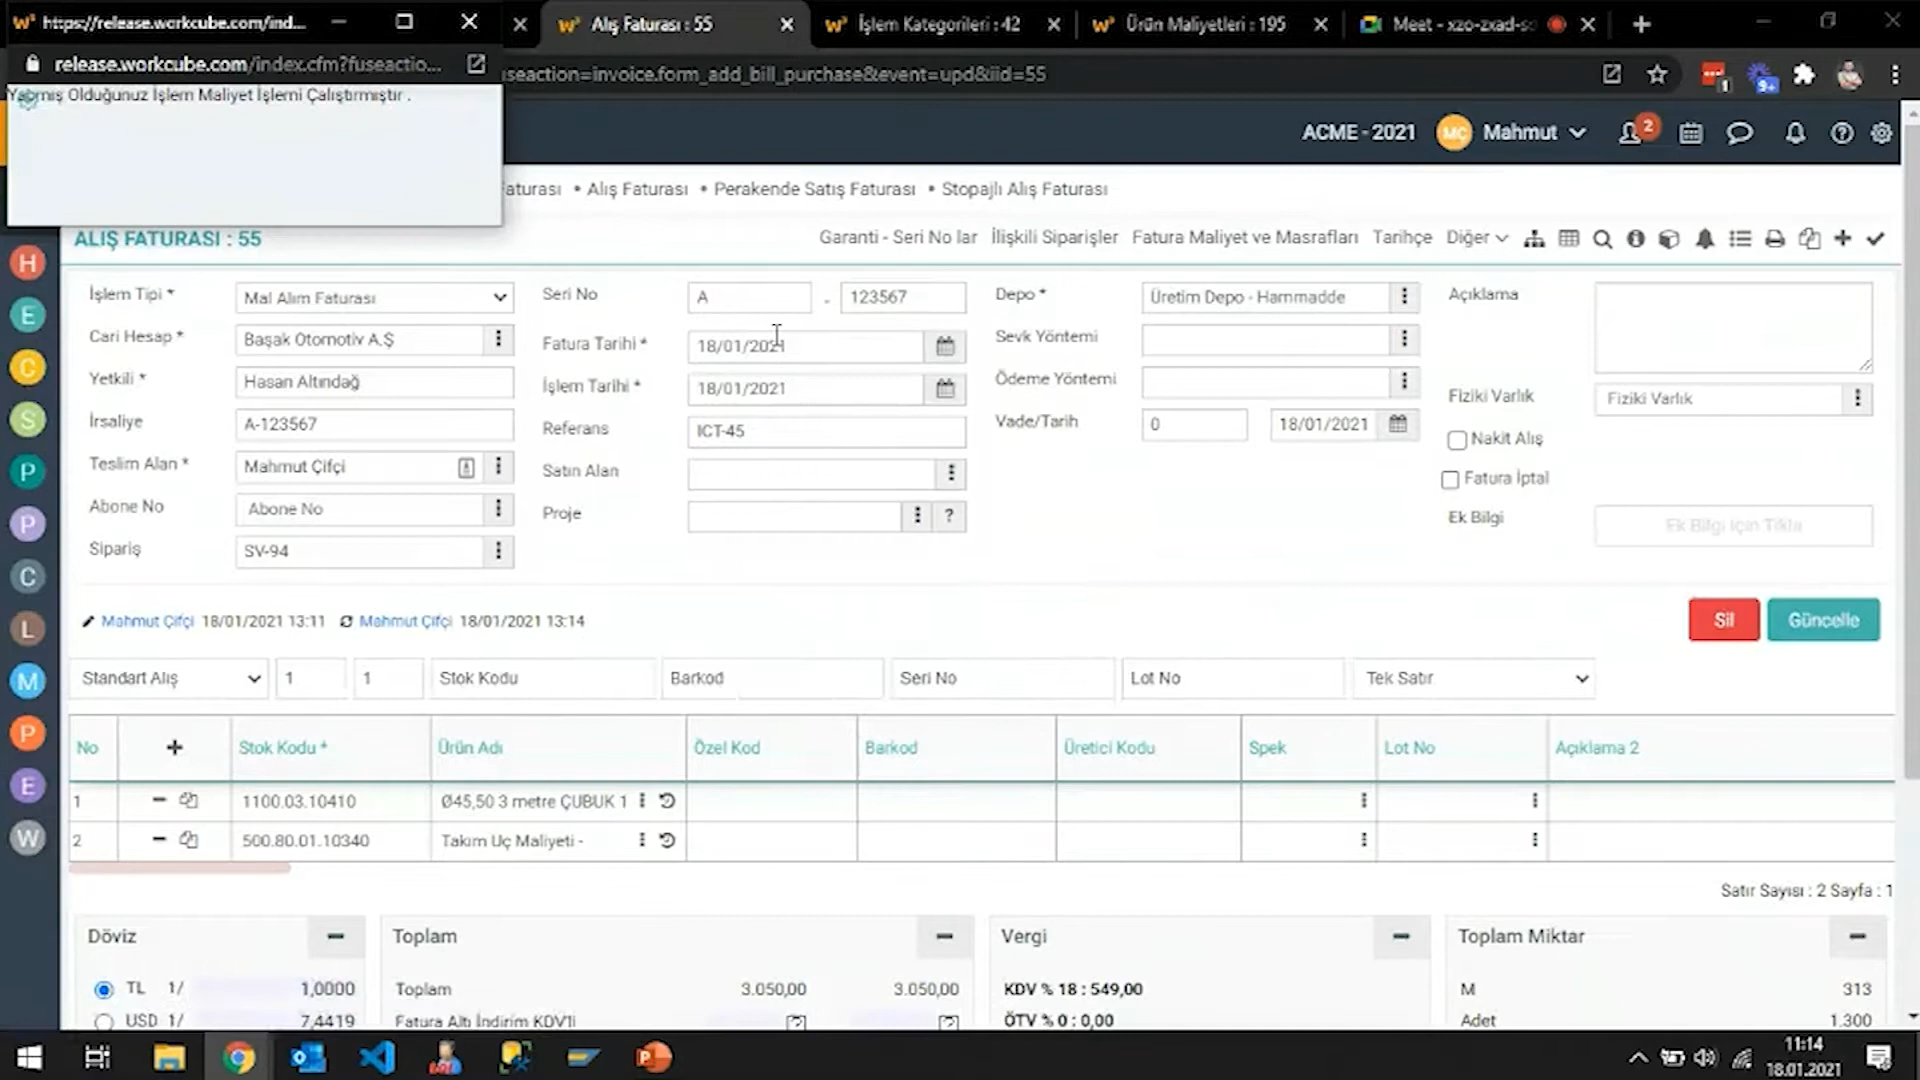 https://release.workcube.com/ind...
Alış Faturası : 55
İşlem Kategorileri : 42
Ürün Maliyetleri : 195
Meet - xzo-zxad-
release.workcube.com/index.cfm?fuseactio...
useaction=invoice.form_add_bill_purchase&event=upd&iid=55
1
9+
Yapmış Olduğunuz İşlem Maliyet İşlemi Çalıştırmıştır .
ACME - 2021
MC
Mahmut
2
aturası • Alış Faturası • Perakende Satış Faturası • Stopajlı Alış Faturası
ALIŞ FATURASI : 55
Garanti - Seri No lar İlişkili Siparişler Fatura Maliyet ve Masrafları Tarihçe Diğer
H
E
C
S
P
P
C
L
M
P
E
W
İşlem Tipi * Mal Alım Faturası
Cari Hesap * Başak Otomotiv A.Ş
Yetkili * Hasan Altındağ
İrsaliye A-123567
Teslim Alan * Mahmut Çifçi
Abone No Abone No
Sipariş SV-94
Seri No A - 123567
Fatura Tarihi * 18/01/2021
İşlem Tarihi * 18/01/2021
Referans ICT-45
Satın Alan
Proje ?
Depo * Üretim Depo - Hammadde
Sevk Yöntemi
Ödeme Yöntemi
Vade/Tarih 0 18/01/2021
Açıklama
Fiziki Varlık Fiziki Varlık
Nakit Alış
Fatura İptal
Ek Bilgi Ek Bilgi İçin Tıkla
Mahmut Çifçi 18/01/2021 13:11 Mahmut Çifçi 18/01/2021 13:14
Sil Güncelle
Standart Alış 1 1 Stok Kodu Barkod Seri No Lot No Tek Satır
No + Stok Kodu * Ürün Adı Özel Kod Barkod Üretici Kodu Spek Lot No Açıklama 2
1 1100.03.10410 Ø45,50 3 metre ÇUBUK 1
2 500.80.01.10340 Takım Uç Maliyeti -
Satır Sayısı : 2 Sayfa : 1
Döviz
TL 1/ 1,0000
USD 1/ 7,4419
Toplam
Toplam 3.050,00 3.050,00
Fatura Altı İndirim KDV'li
Vergi
KDV % 18 : 549,00
ÖTV % 0 : 0,00
Toplam Miktar
M 313
Adet 1.300
11:14
18.01.2021